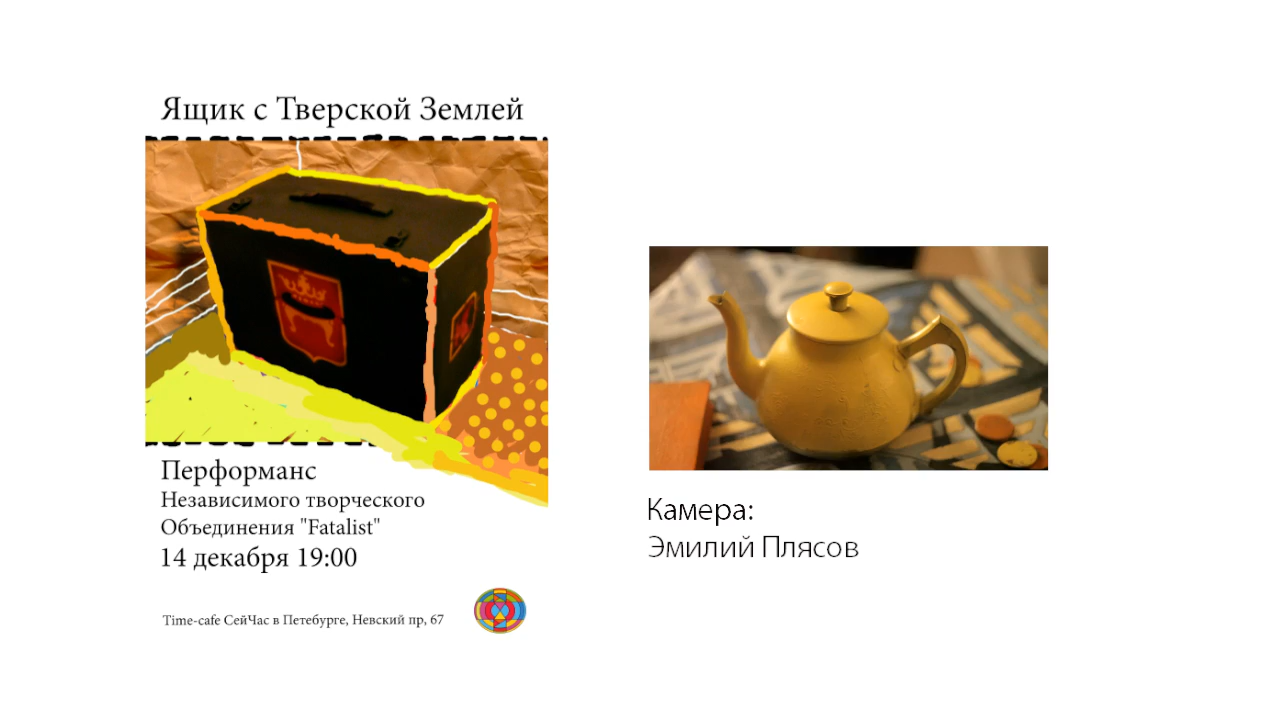 Ящик с Тверской Землей
Перформанс
Независимого творческого
Объединения "Fatalist"
14 декабря 19:00
Time-cafe СейЧас в Петебурге, Невский пр, 67
Камера:
Эмилий Плясов